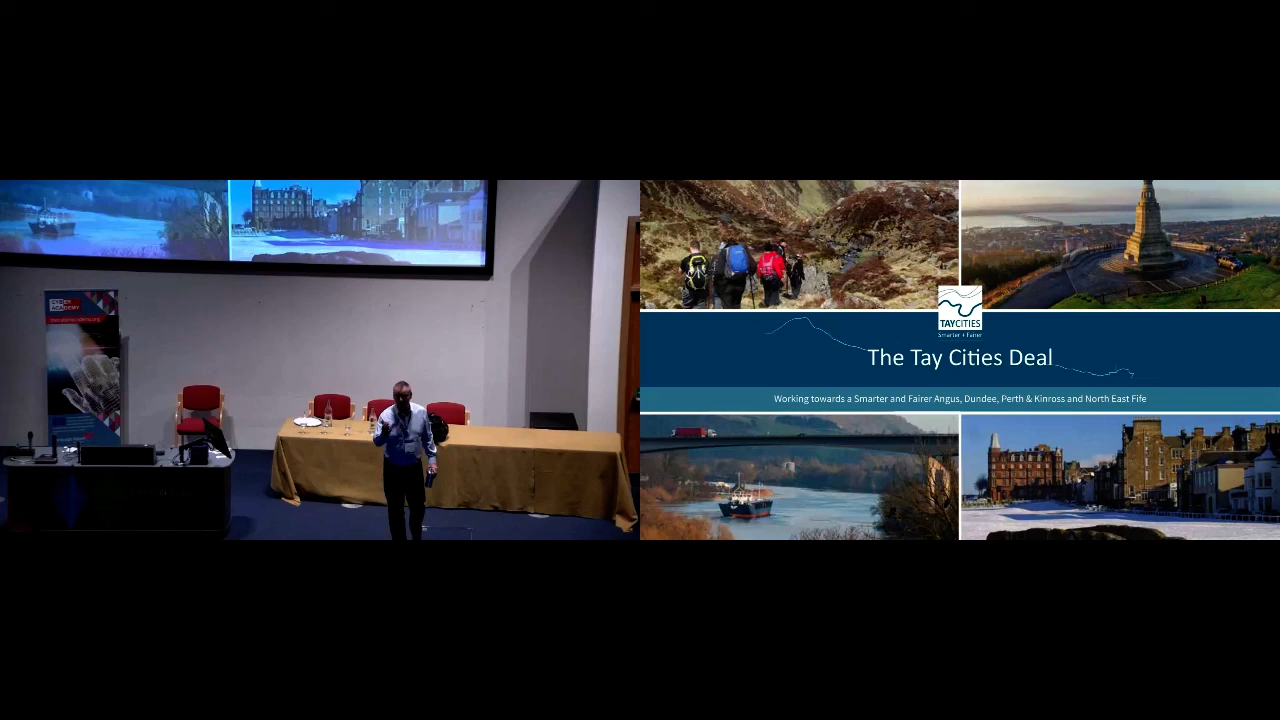 TAYCITIES
Smarter + Fairer
The Tay Cities Deal
Working towards a Smarter and Fairer Angus, Dundee, Perth & Kinross and North East Fife